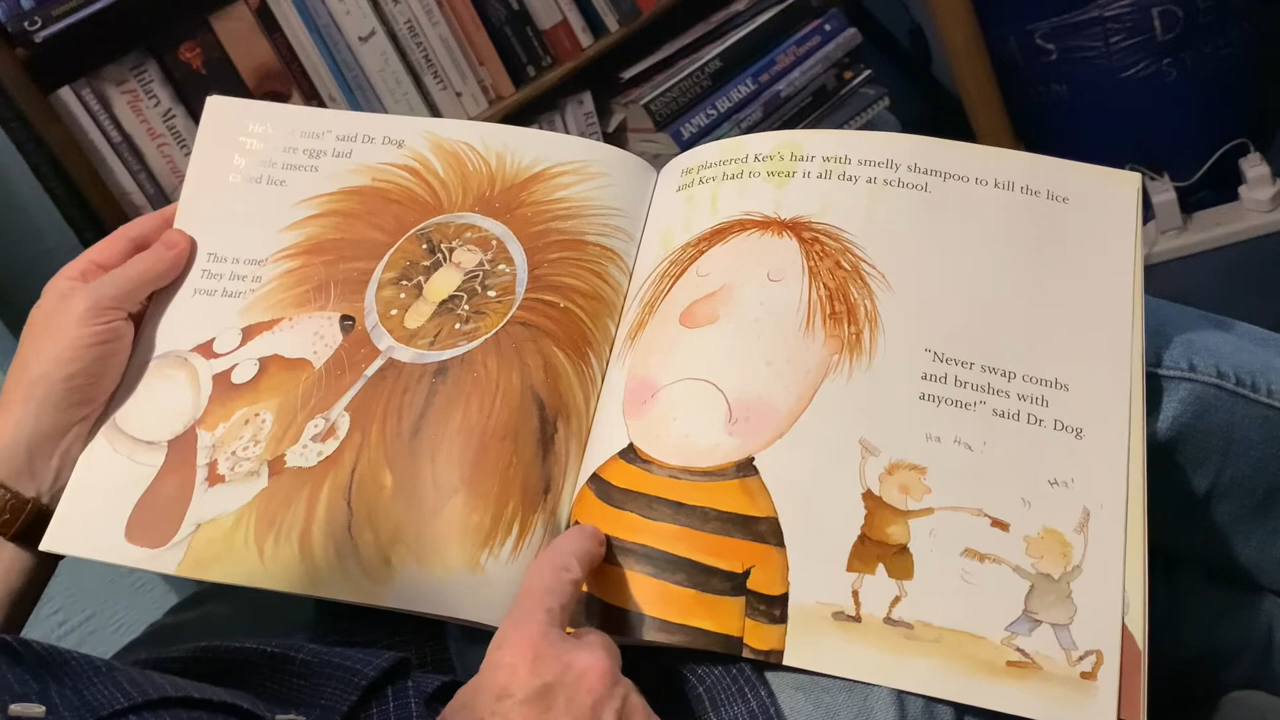 Hilary Mante
A Place of Great
TREATMENT?
KENNETH CLARK
CIVILISATION
JAMES BURKE
nits!" said Dr. Dog.
are eggs laid
insects
lice.
This is one!
They live in
your hair!"
He plastered Kev's hair with smelly shampoo to kill the lice
and Kev had to wear it all day at school.
"Never swap combs
and brushes with
anyone!" said Dr. Dog.
Ha Ha!
Ha!